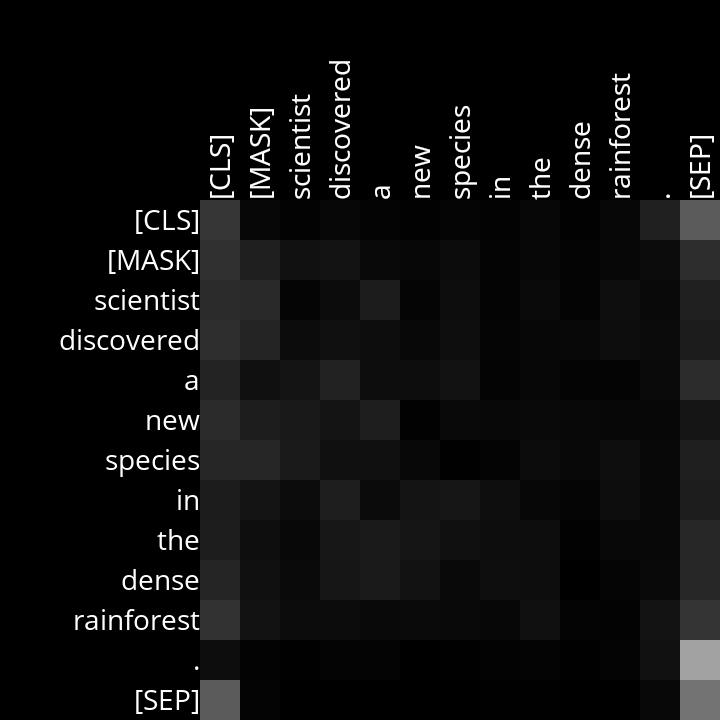 [CLS] [MASK] scientist discovered a new species in the dense rainforest . [SEP]
[CLS]
[MASK]
scientist
discovered
a
new
species
in
the
dense
rainforest
.
[SEP]